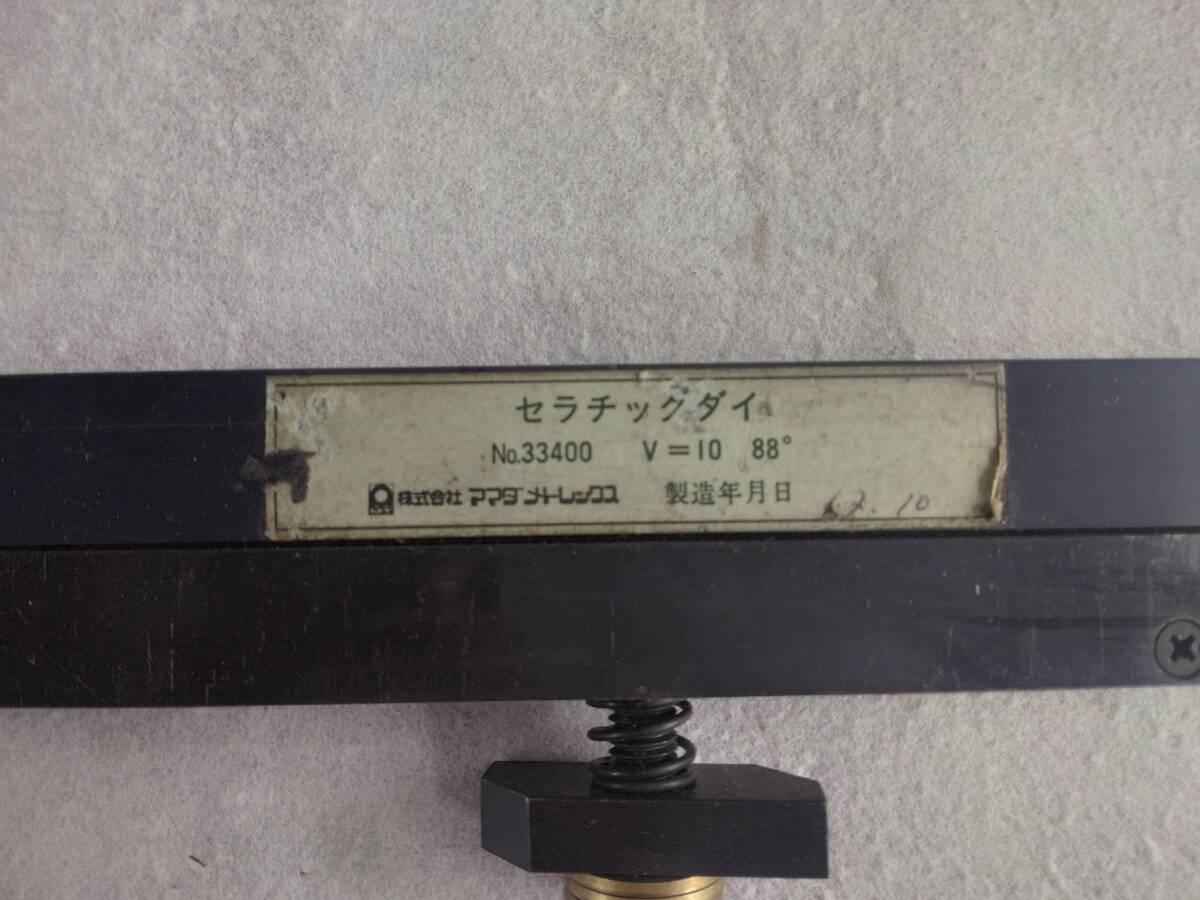 セラチックダイ
No.33400 V=10 88°
株式会社 アマダメトレックス 製造年月日 62.10